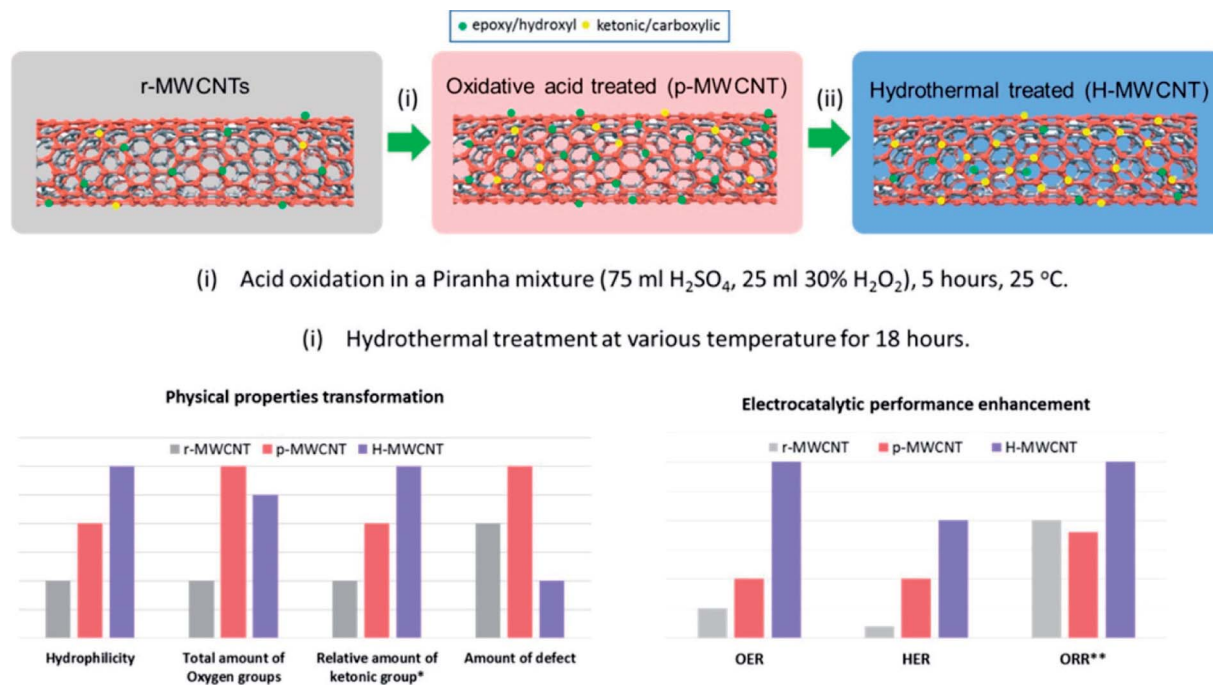 epoxy/hydroxyl ketonic/carboxylic
r-MWCNTs
(i)
Oxidative acid treated (p-MWCNT)
(ii)
Hydrothermal treated (H-MWCNT)
(i) Acid oxidation in a Piranha mixture (75 ml H₂SO₄, 25 ml 30% H₂O₂), 5 hours, 25 °C.
(i) Hydrothermal treatment at various temperature for 18 hours.
Physical properties transformation
r-MWCNT p-MWCNT H-MWCNT
Hydrophilicity
Total amount of
Oxygen groups
Relative amount of
ketonic group*
Amount of defect
Electrocatalytic performance enhancement
r-MWCNT p-MWCNT H-MWCNT
OER
HER
ORR**